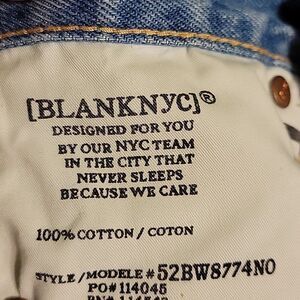 [BLANKNYC]®
DESIGNED FOR YOU
BY OUR NYC TEAM
IN THE CITY THAT
NEVER SLEEPS
BECAUSE WE CARE
100% COTTON / COTON
STYLE/MODELE # 52BW8774NO
PO# 114045